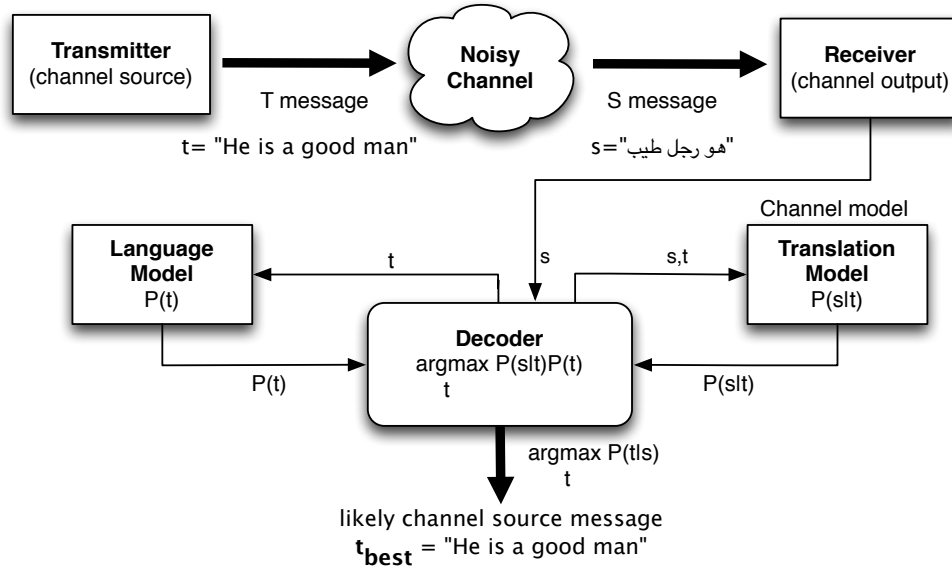 Transmitter
(channel source)
Noisy
Channel
Receiver
(channel output)
T message
S message
t= "He is a good man"
s="هو رجل طيب"
Channel model
Language
Model
P(t)
t
s
s,t
Translation
Model
P(s|t)
Decoder
argmax P(s|t)P(t)
t
P(t)
P(s|t)
argmax P(t|s)
t
likely channel source message
tbest = "He is a good man"